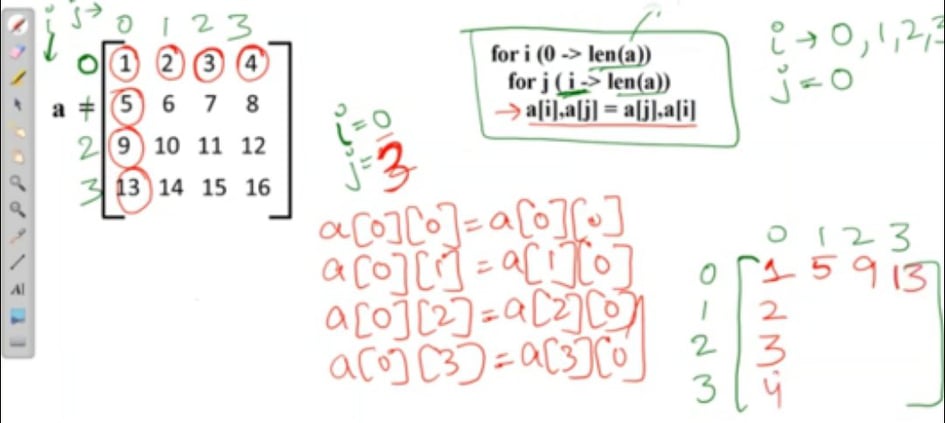 i j→ 0 1 2 3
0 1 2 3 4
a = 5 6 7 8
2 9 10 11 12
3 13 14 15 16
for i (0 -> len(a))
for j ( i -> len(a))
→ a[i],a[j] = a[j],a[i]
i → 0,1,2,3
j = 0
i=0
j=3
a[0][0]=a[0][0]
a[0][1]=a[1][0]
a[0][2]=a[2][0]
a[0][3]=a[3][0]
0 1 2 3
0 1 5 9 13
1 2
2 3
3 4
AI